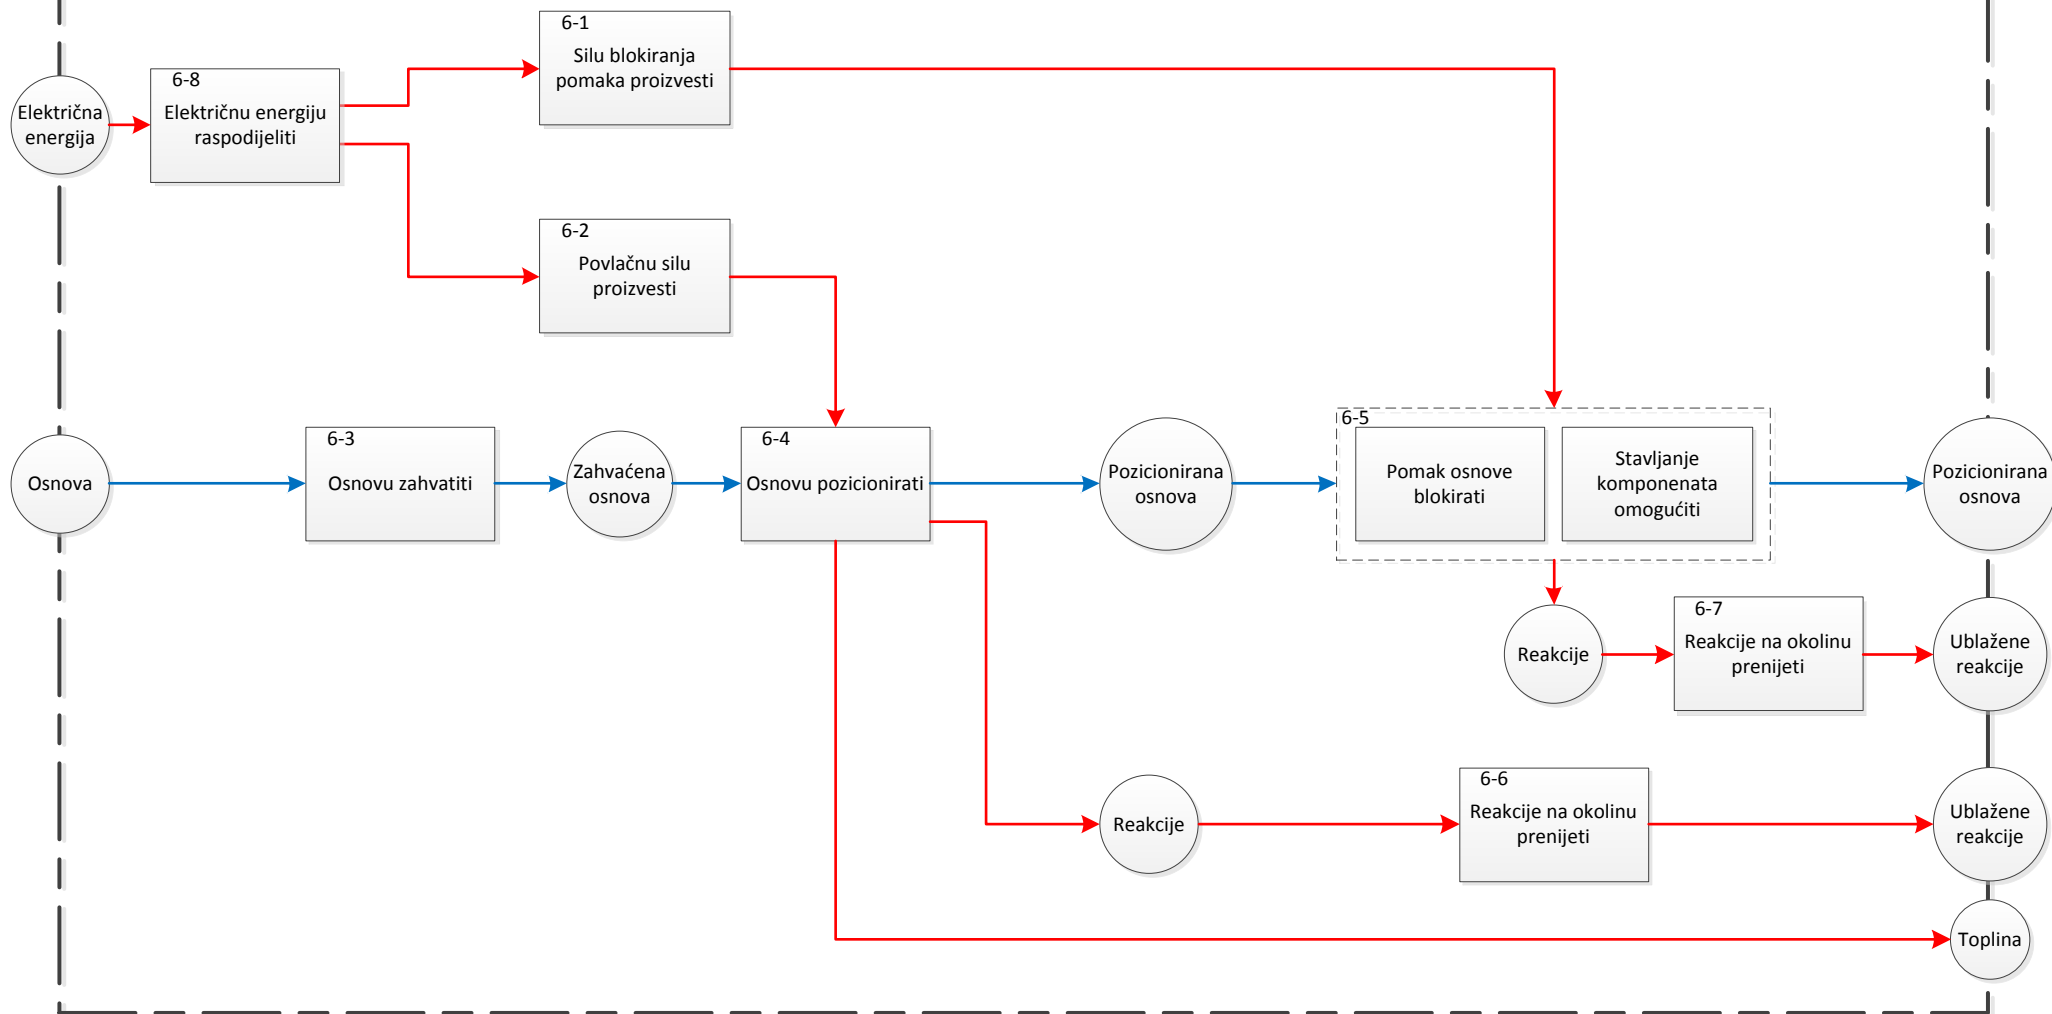 6-1
Silu blokiranja
pomaka proizvesti
6-8
Električnu energiju
raspodijeliti
Električna
energija
6-2
Povlačnu silu
proizvesti
Osnova
6-3
Osnovu zahvatiti
Zahvaćena
osnova
6-4
Osnovu pozicionirati
Pozicionirana
osnova
6-5
Pomak osnove
blokirati
Stavljanje
komponenata
omogućiti
Pozicionirana
osnova
Reakcije
6-7
Reakcije na okolinu
prenijeti
Ublažene
reakcije
Reakcije
6-6
Reakcije na okolinu
prenijeti
Ublažene
reakcije
Toplina